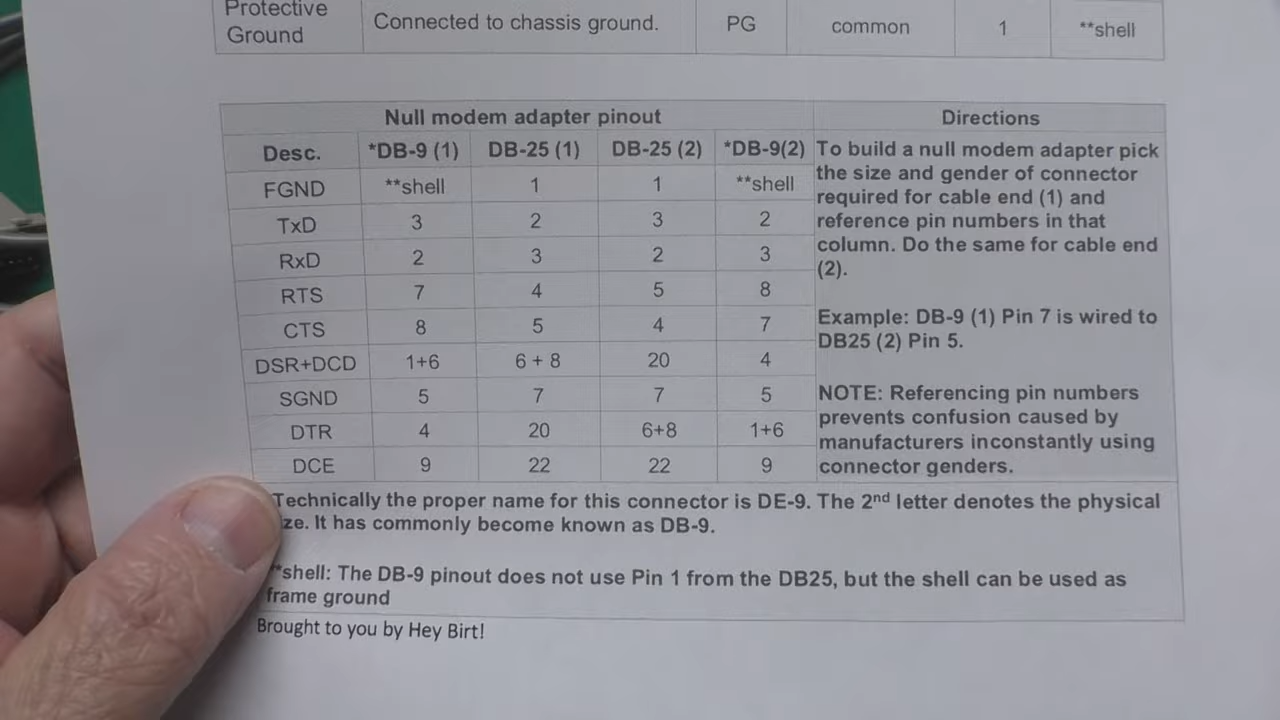 Protective
Ground
Connected to chassis ground.
PG
common
1
**shell
Null modem adapter pinout
Directions
Desc. *DB-9 (1) DB-25 (1) DB-25 (2) *DB-9(2)
FGND **shell 1 1 **shell
TxD 3 2 3 2
RxD 2 3 2 3
RTS 7 4 5 8
CTS 8 5 4 7
DSR+DCD 1+6 6 + 8 20 4
SGND 5 7 7 5
DTR 4 20 6+8 1+6
DCE 9 22 22 9
To build a null modem adapter pick
the size and gender of connector
required for cable end (1) and
reference pin numbers in that
column. Do the same for cable end
(2).
Example: DB-9 (1) Pin 7 is wired to
DB25 (2) Pin 5.
NOTE: Referencing pin numbers
prevents confusion caused by
manufacturers inconstantly using
connector genders.
Technically the proper name for this connector is DE-9. The 2nd letter denotes the physical
ze. It has commonly become known as DB-9.
**shell: The DB-9 pinout does not use Pin 1 from the DB25, but the shell can be used as
frame ground
Brought to you by Hey Birt!